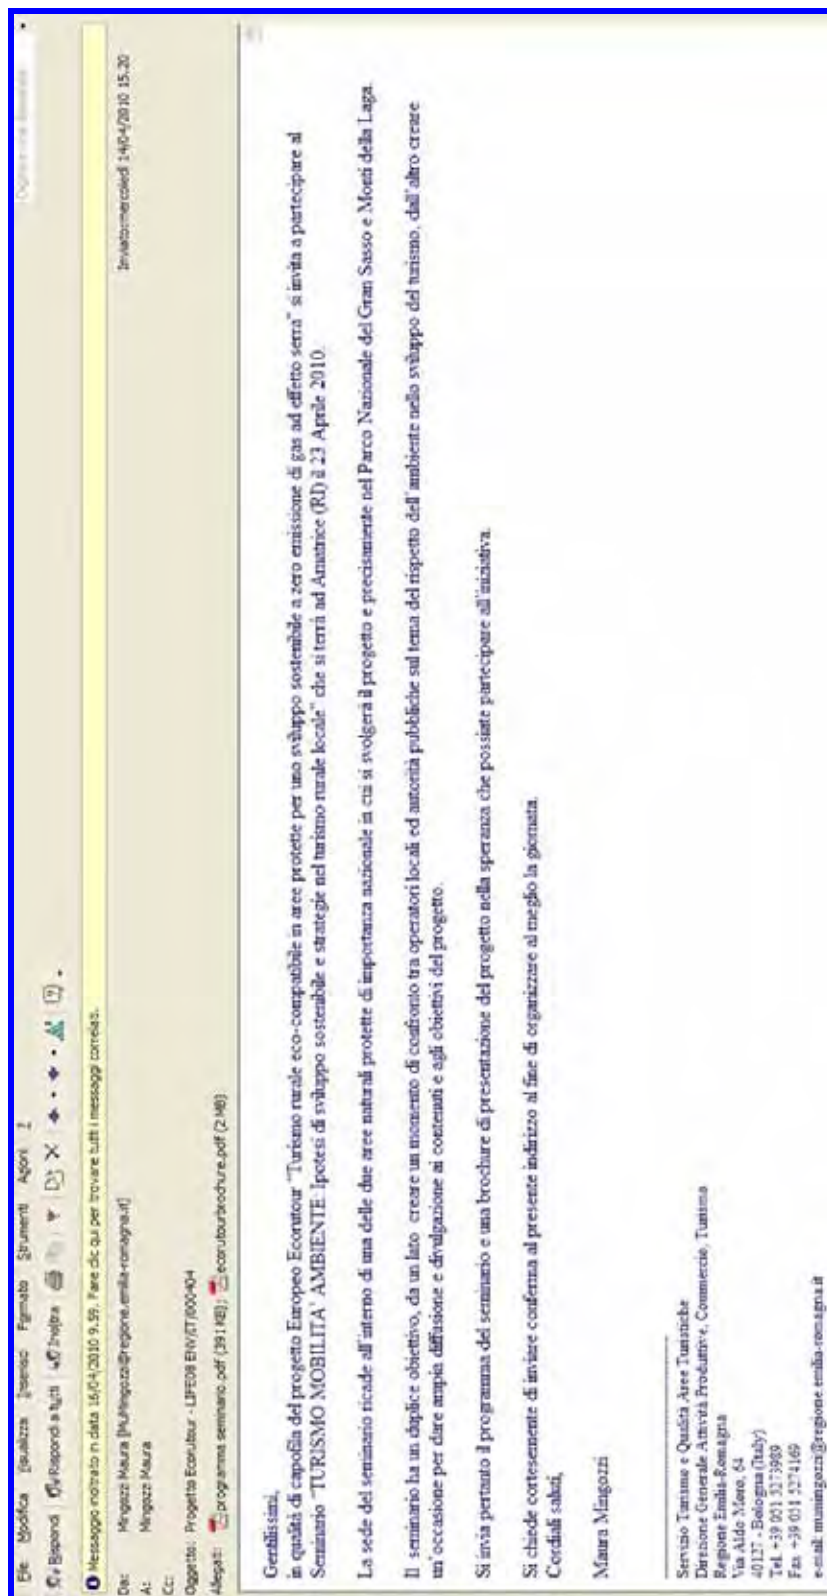 File Modifica Visualizza Inserisci Formato Strumenti Azioni ?
Rispondi Rispondi a tutti Inoltra
Messaggio inoltrato in data 16/04/2010 9.59. Fare clic qui per trovare tutti i messaggi correlati.
Da: Mingozzi Maura [MuMingozzi@regione.emilia-romagna.it] Inviato: mercoledì 14/04/2010 15.20
A: Mingozzi Maura
Cc:
Oggetto: Progetto Ecorutour - LIFE08 ENV/IT/000404
Allegati: programma seminario.pdf (391 KB); ecorutourbrochure.pdf (2 MB)
Gentilissimi,
in qualità di capofila del progetto Europeo Ecorutour "Turismo rurale eco-compatibile in aree protette per uno sviluppo sostenibile a zero emissione di gas ad effetto serra" si invita a partecipare al
Seminario "TURISMO MOBILITA' AMBIENTE: Ipotesi di sviluppo sostenibile e strategie nel turismo rurale locale" che si terrà ad Amatrice (RI) il 23 Aprile 2010.
La sede del seminario ricade all'interno di una delle due aree naturali protette di importanza nazionale in cui si svolgerà il progetto e precisamente nel Parco Nazionale del Gran Sasso e Monti della Laga.
Il seminario ha un duplice obiettivo, da un lato creare un momento di confronto tra operatori locali ed autorità pubbliche sul tema del rispetto dell'ambiente nello sviluppo del turismo, dall'altro creare
un'occasione per dare ampia diffusione e divulgazione ai contenuti e agli obiettivi del progetto.
Si invia pertanto il programma del seminario e una brochure di presentazione del progetto nella speranza che possiate partecipare all'iniziativa.
Si chiede cortesemente di inviare conferma al presente indirizzo al fine di organizzare al meglio la giornata.
Cordiali saluti,
Maura Mingozzi
Servizio Turismo e Qualità Aree Turistiche
Direzione Generale Attività Produttive, Commercio, Turismo
Regione Emilia-Romagna
Via Aldo Moro, 64
40127 - Bologna (Italy)
Tel. +39 051 5273989
Fax +39 051 5274169
e-mail: mumingozzi@regione.emilia-romagna.it